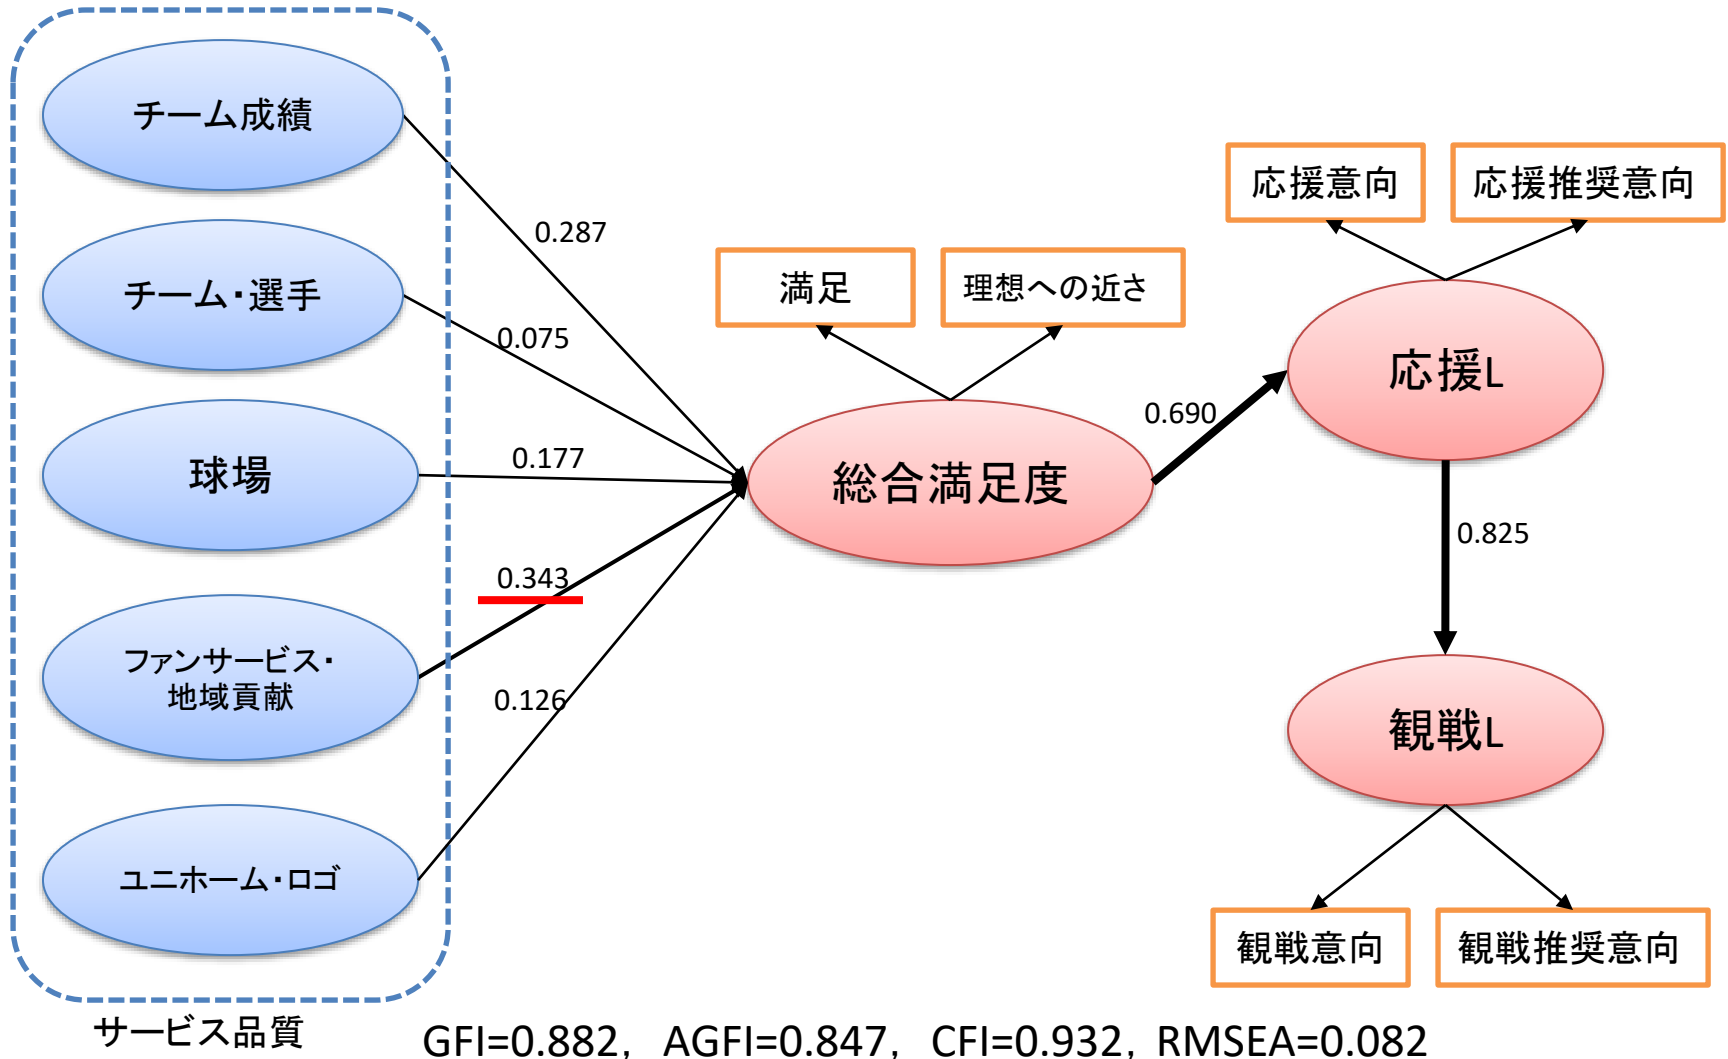 チーム成績
チーム・選手
球場
ファンサービス・
地域貢献
ユニホーム・ロゴ
サービス品質
0.287
0.075
0.177
0.343
0.126
満足
理想への近さ
総合満足度
0.690
応援意向
応援推奨意向
応援L
0.825
観戦L
観戦意向
観戦推奨意向
GFI=0.882, AGFI=0.847, CFI=0.932, RMSEA=0.082